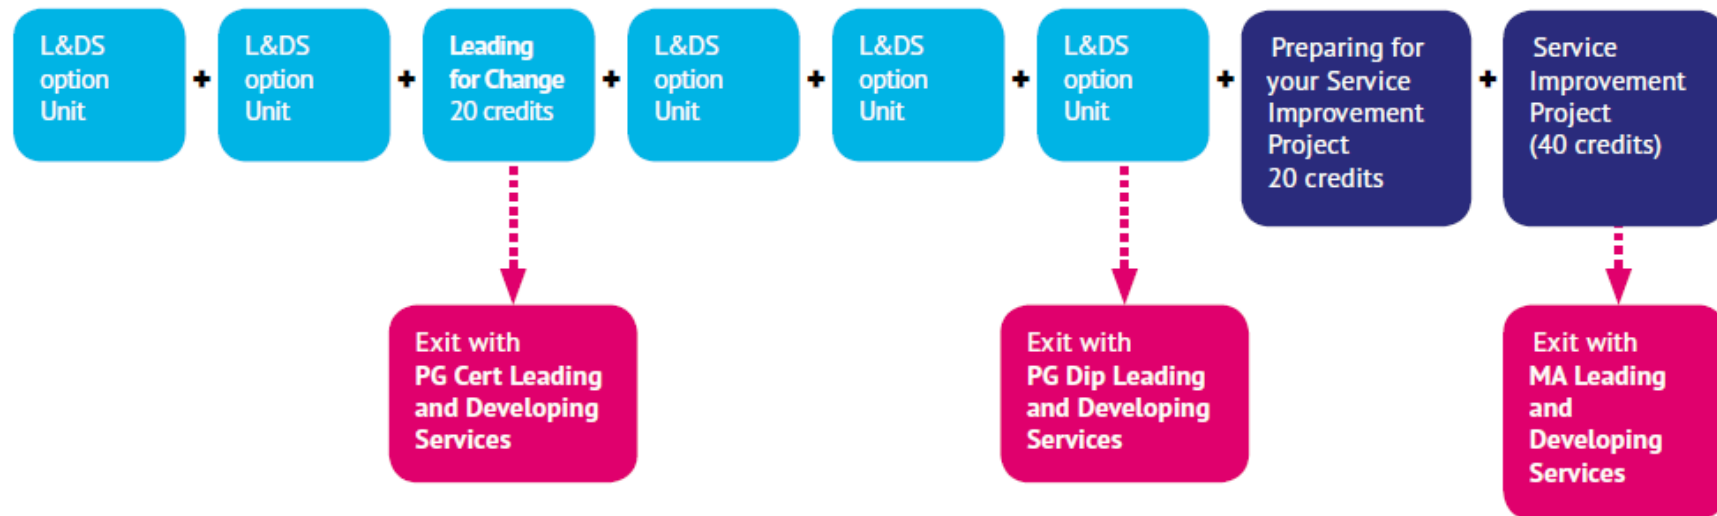 L&DS
option
Unit
+
L&DS
option
Unit
+
Leading
for Change
20 credits
+
L&DS
option
Unit
+
L&DS
option
Unit
+
L&DS
option
Unit
+
Preparing for
your Service
Improvement
Project
20 credits
+
Service
Improvement
Project
(40 credits)
Exit with
PG Cert Leading
and Developing
Services
Exit with
PG Dip Leading
and Developing
Services
Exit with
MA Leading
and
Developing
Services